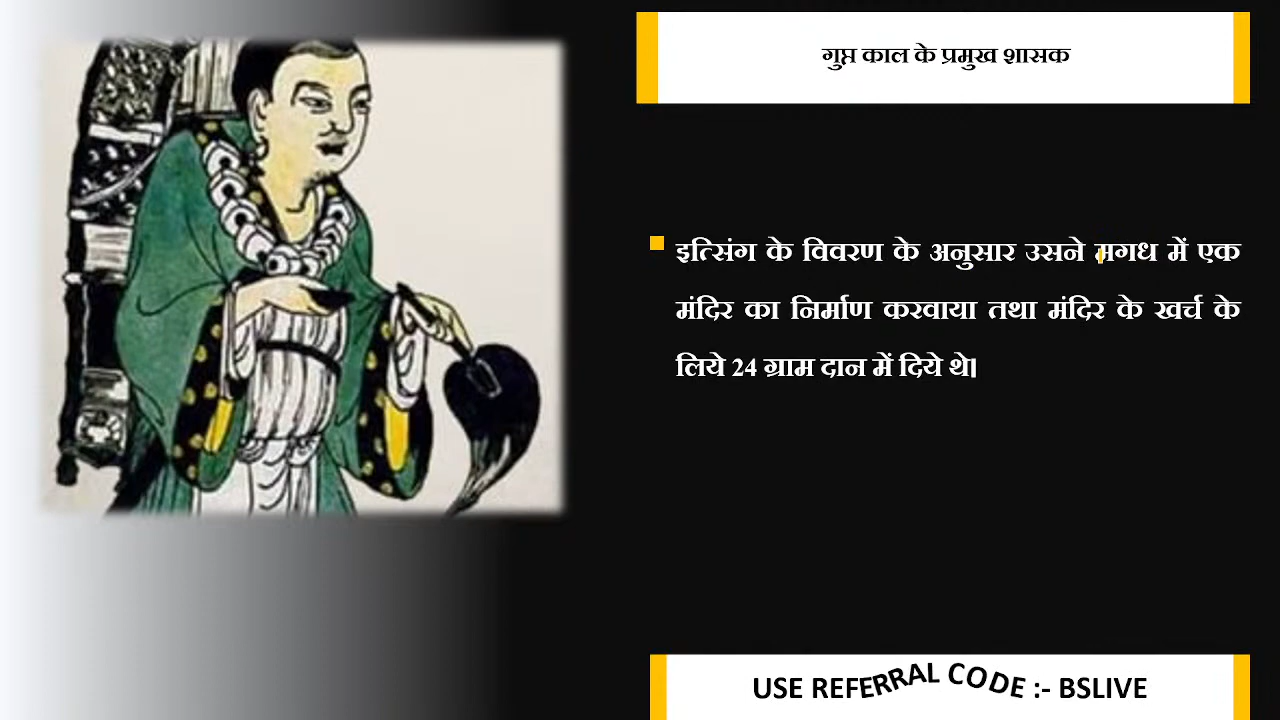 गुप्त काल के प्रमुख शासक
इत्सिंग के विवरण के अनुसार उसने मगध में एक
मंदिर का निर्माण करवाया तथा मंदिर के खर्च के
लिये 24 ग्राम दान में दिये थे।
USE REFERRAL CODE :- BSLIVE